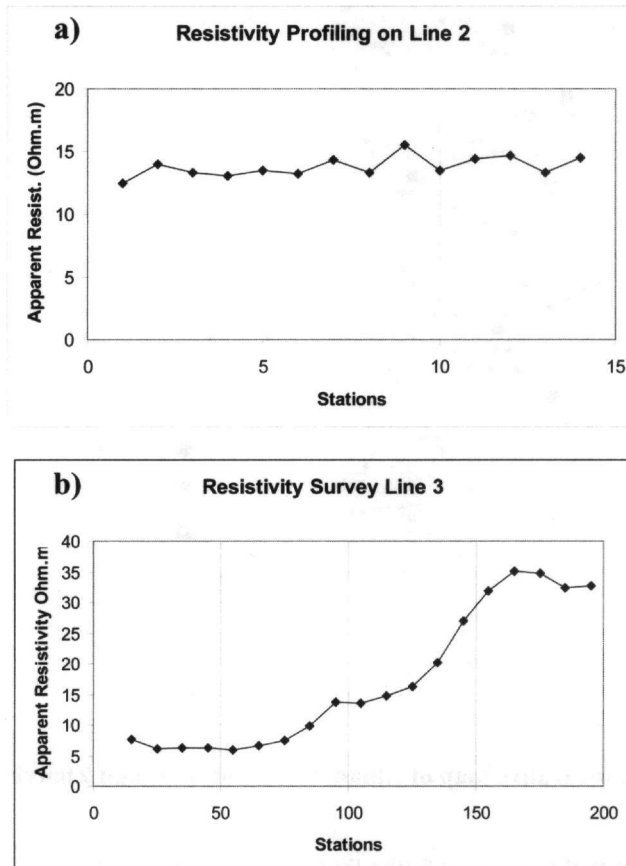 a)
Resistivity Profiling on Line 2
Apparent Resist. (Ohm.m)
20
15
10
5
0
0 5 10 15
Stations
b)
Resistivity Survey Line 3
Apparent Resistivity Ohm.m
40
35
30
25
20
15
10
5
0
0 50 100 150 200
Stations